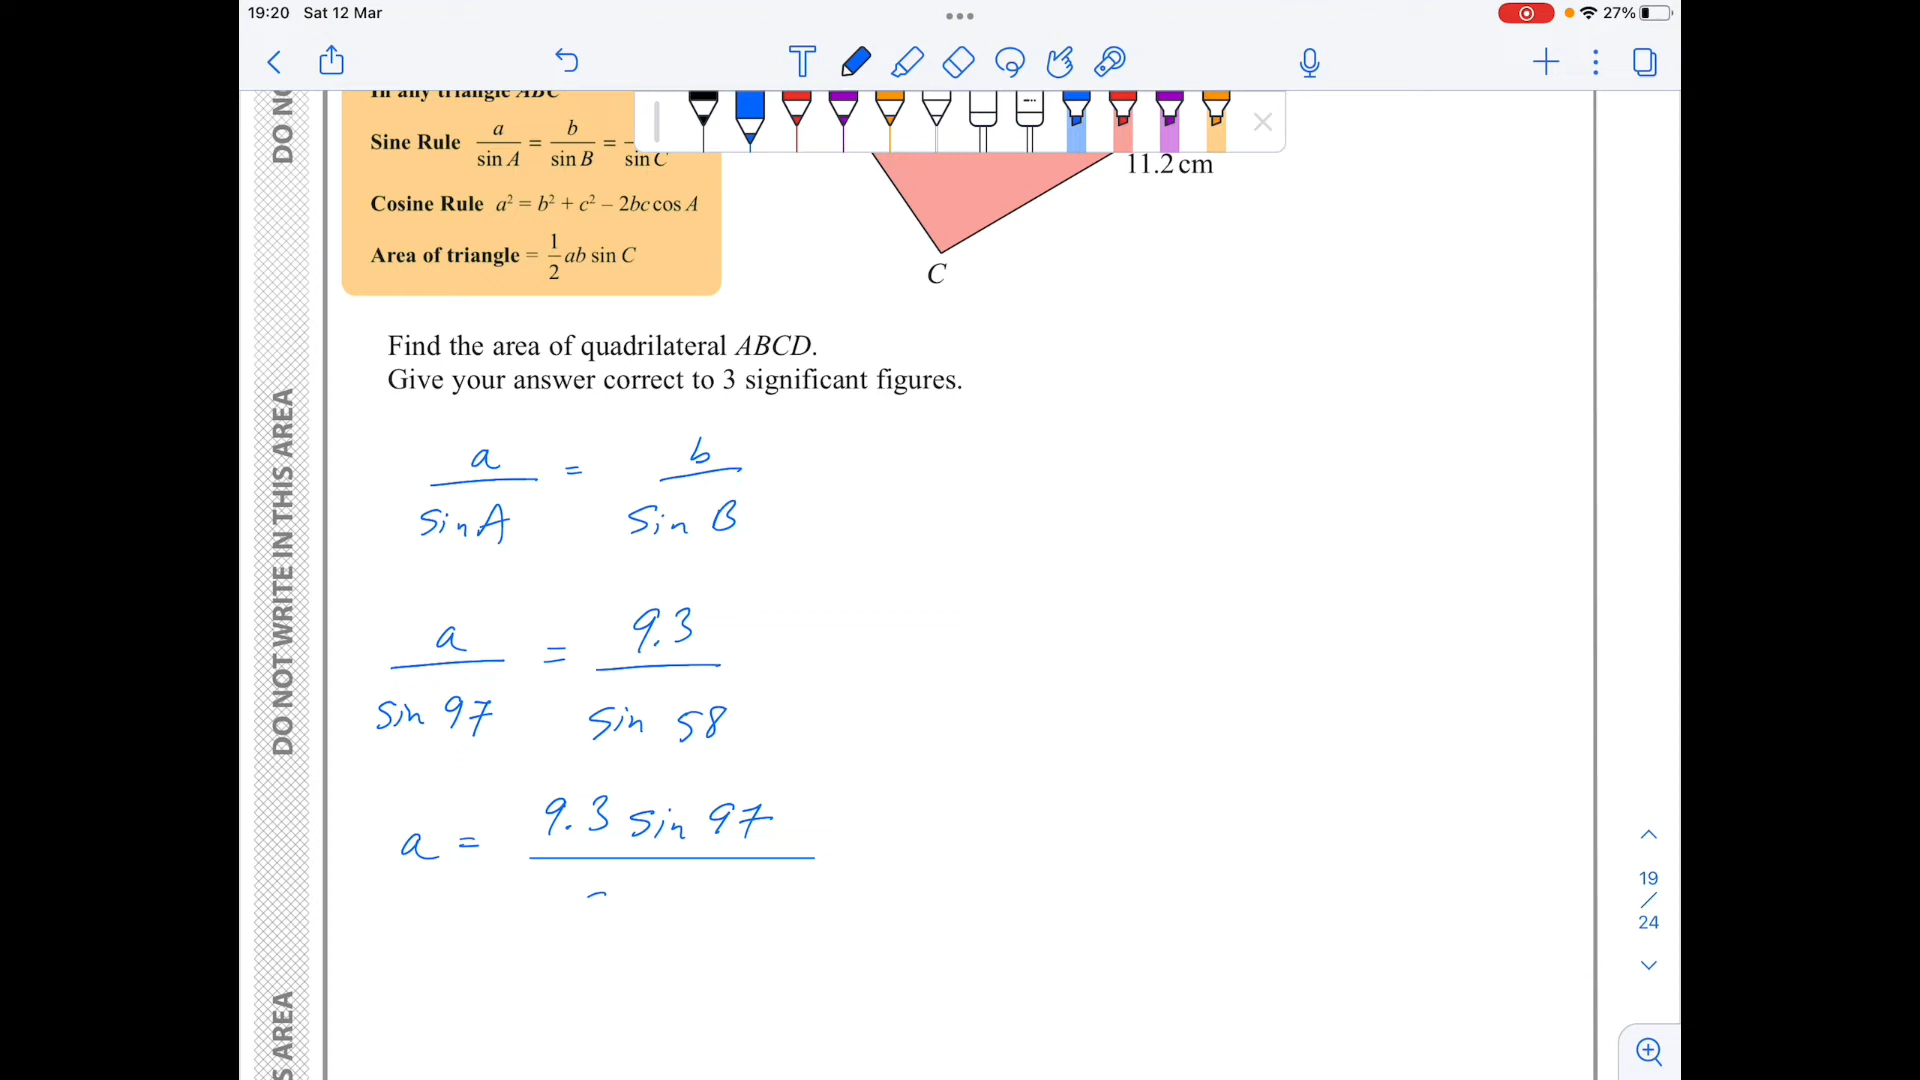 19:20 Sat 12 Mar
27%
In any triangle ABC
Sine Rule a/sin A = b/sin B = sin C
Cosine Rule a² = b² + c² – 2bc cos A
Area of triangle = 1/2 ab sin C
11.2 cm
C
Find the area of quadrilateral ABCD.
Give your answer correct to 3 significant figures.
a/sin A = b/sin B
a/sin 97 = 9.3/sin 58
a = 9.3 sin 97
DO NO
DO NOT WRITE IN THIS AREA
S AREA
19
/
24